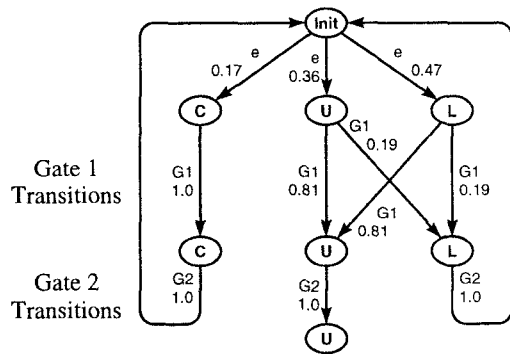 Init
e
0.17
e
0.36
e
0.47
C
U
L
G1
0.19
Gate 1
Transitions
G1
1.0
G1
0.81
G1
0.19
G1
0.81
C
U
L
Gate 2
Transitions
G2
1.0
G2
1.0
G2
1.0
U